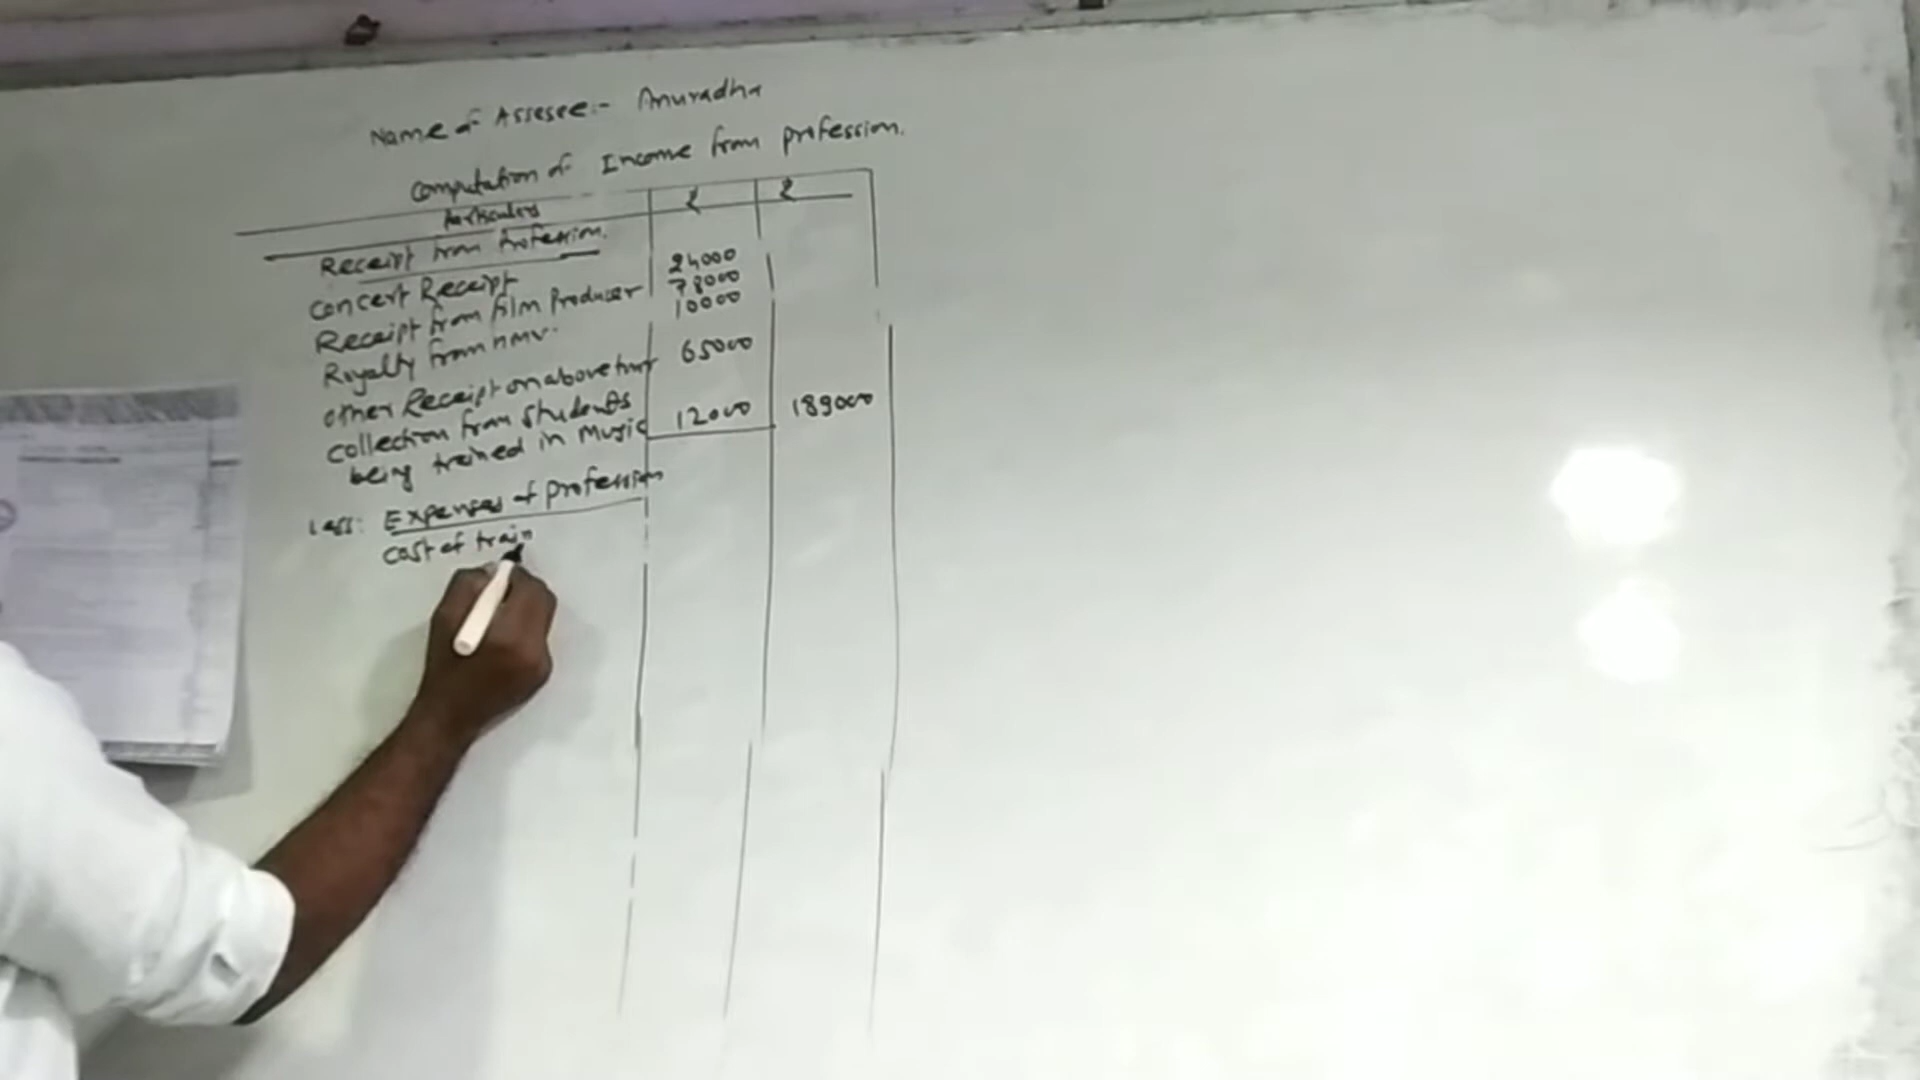 Name of Assesee:- Anuradha
Computation of Income from profession.
Particulars ₹ ₹
Receipt from Profession.
Concert Receipt 24000
Receipt from Film Producer 78000
Royalty from HMV. 10000
other Receipt on above 65000
collection from students
being trained in Music 12000 189000
Less: Expenses of Profession
Cost of train